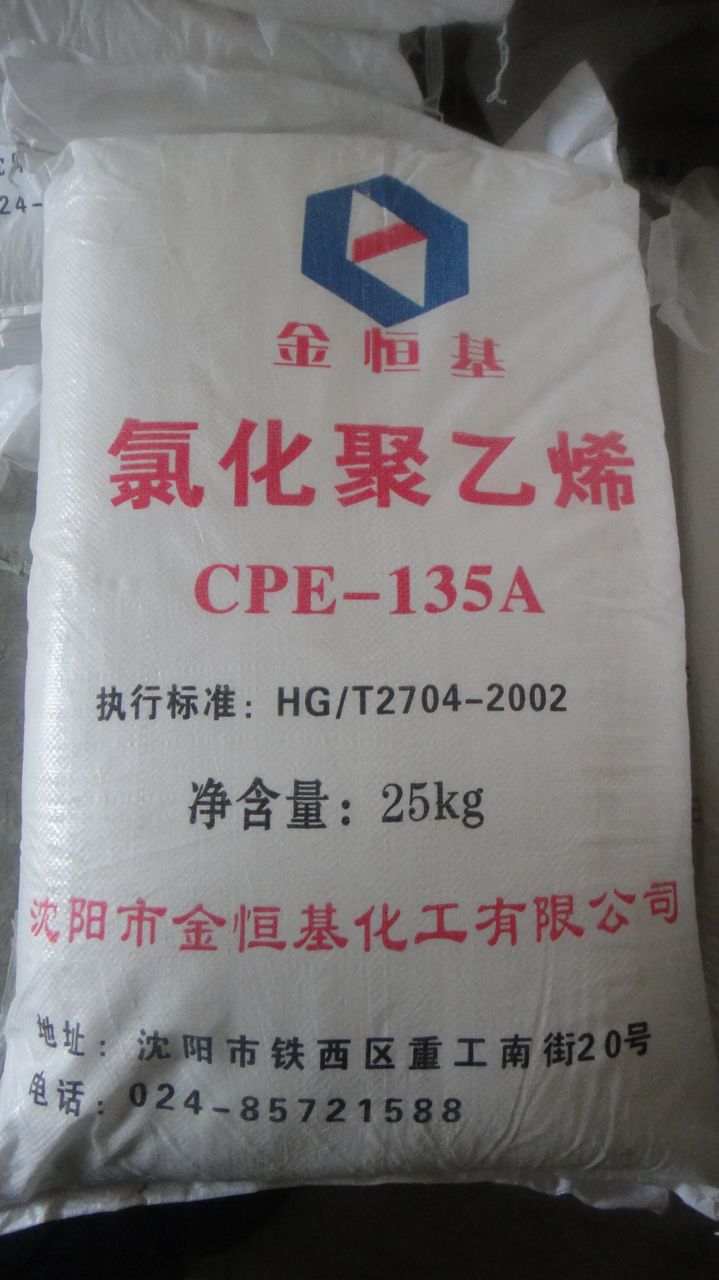 金恒基
氯化聚乙烯
CPE-135A
执行标准：HG/T2704-2002
净含量：25kg
沈阳市金恒基化工有限公司
地址：沈阳市铁西区重工南街20号
电话：024-85721588
24-